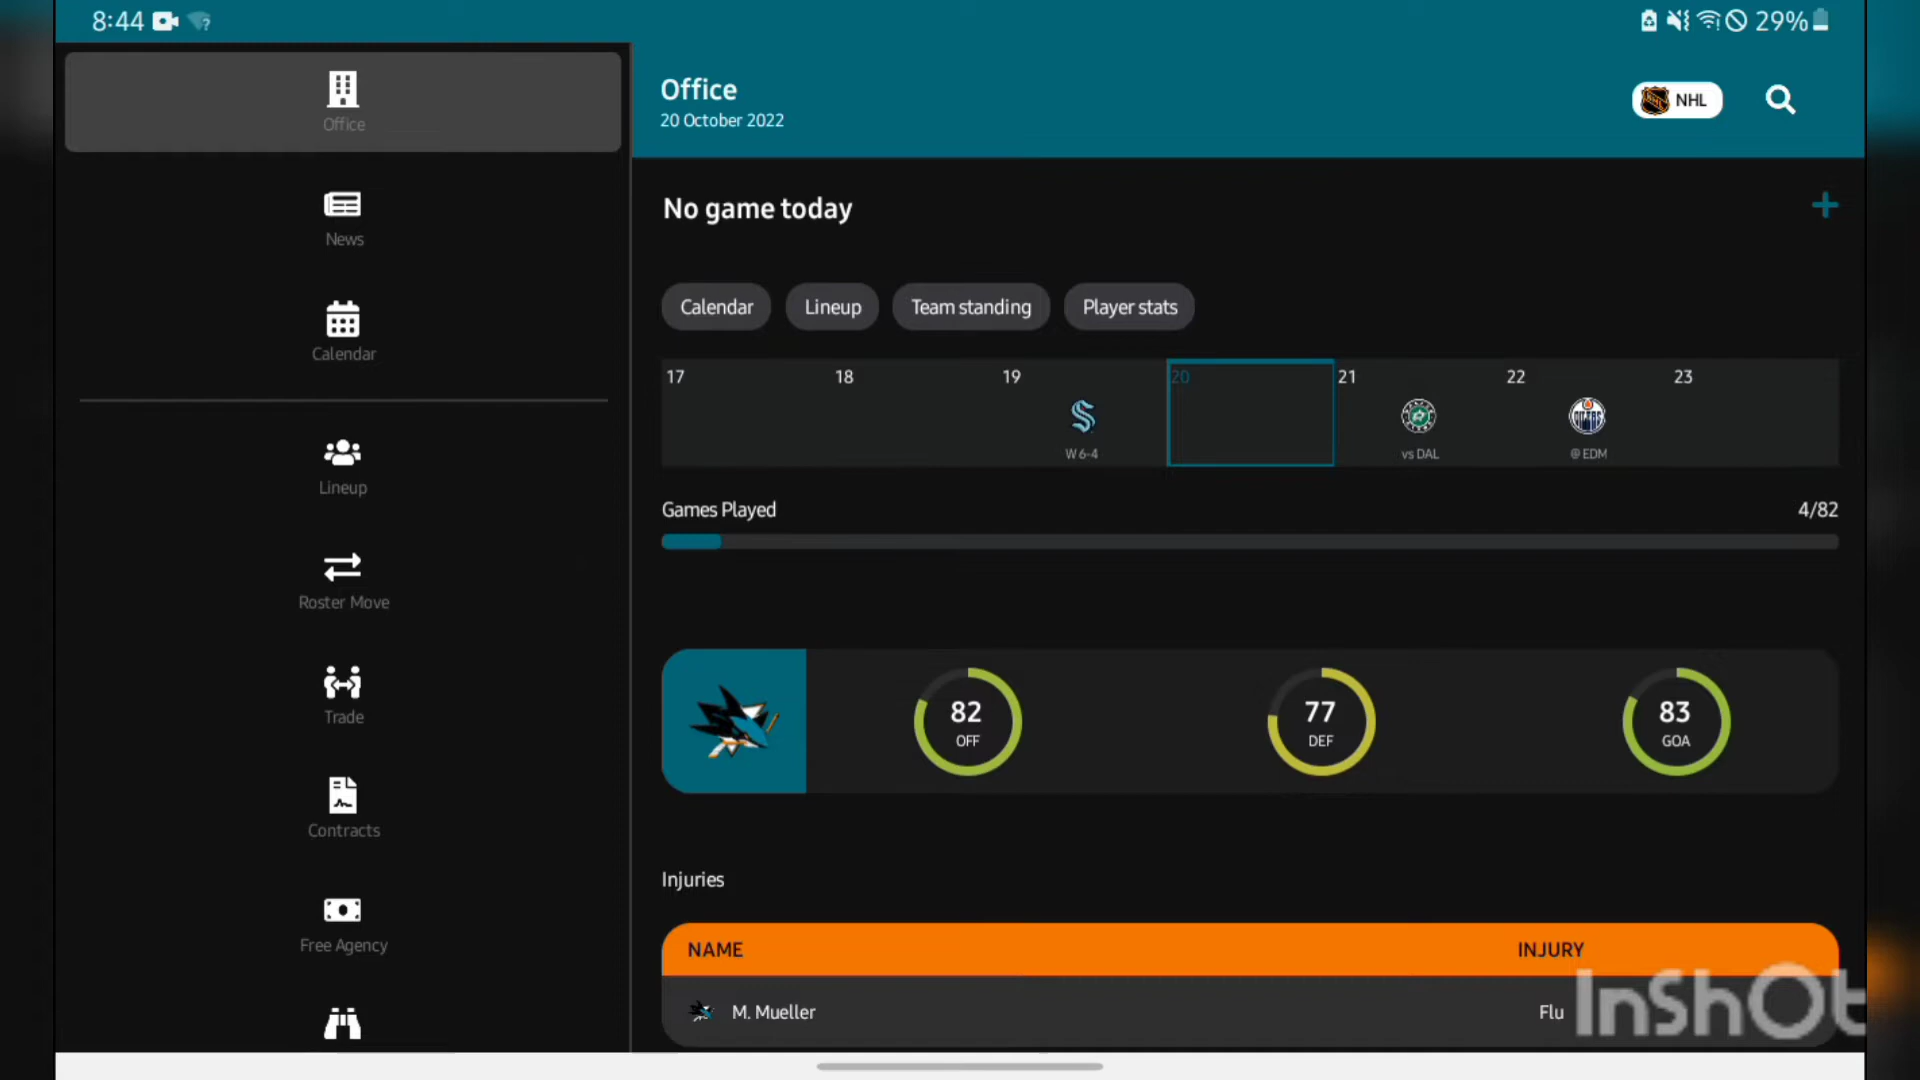 8:44
29%
Office
News
Calendar
Lineup
Roster Move
Trade
Contracts
Free Agency
Office
20 October 2022
NHL
No game today
Calendar
Lineup
Team standing
Player stats
17
18
19
20
21
22
23
W 6-4
vs DAL
@ EDM
Games Played
4/82
82
OFF
77
DEF
83
GOA
Injuries
NAME
INJURY
M. Mueller
Flu
InShOt